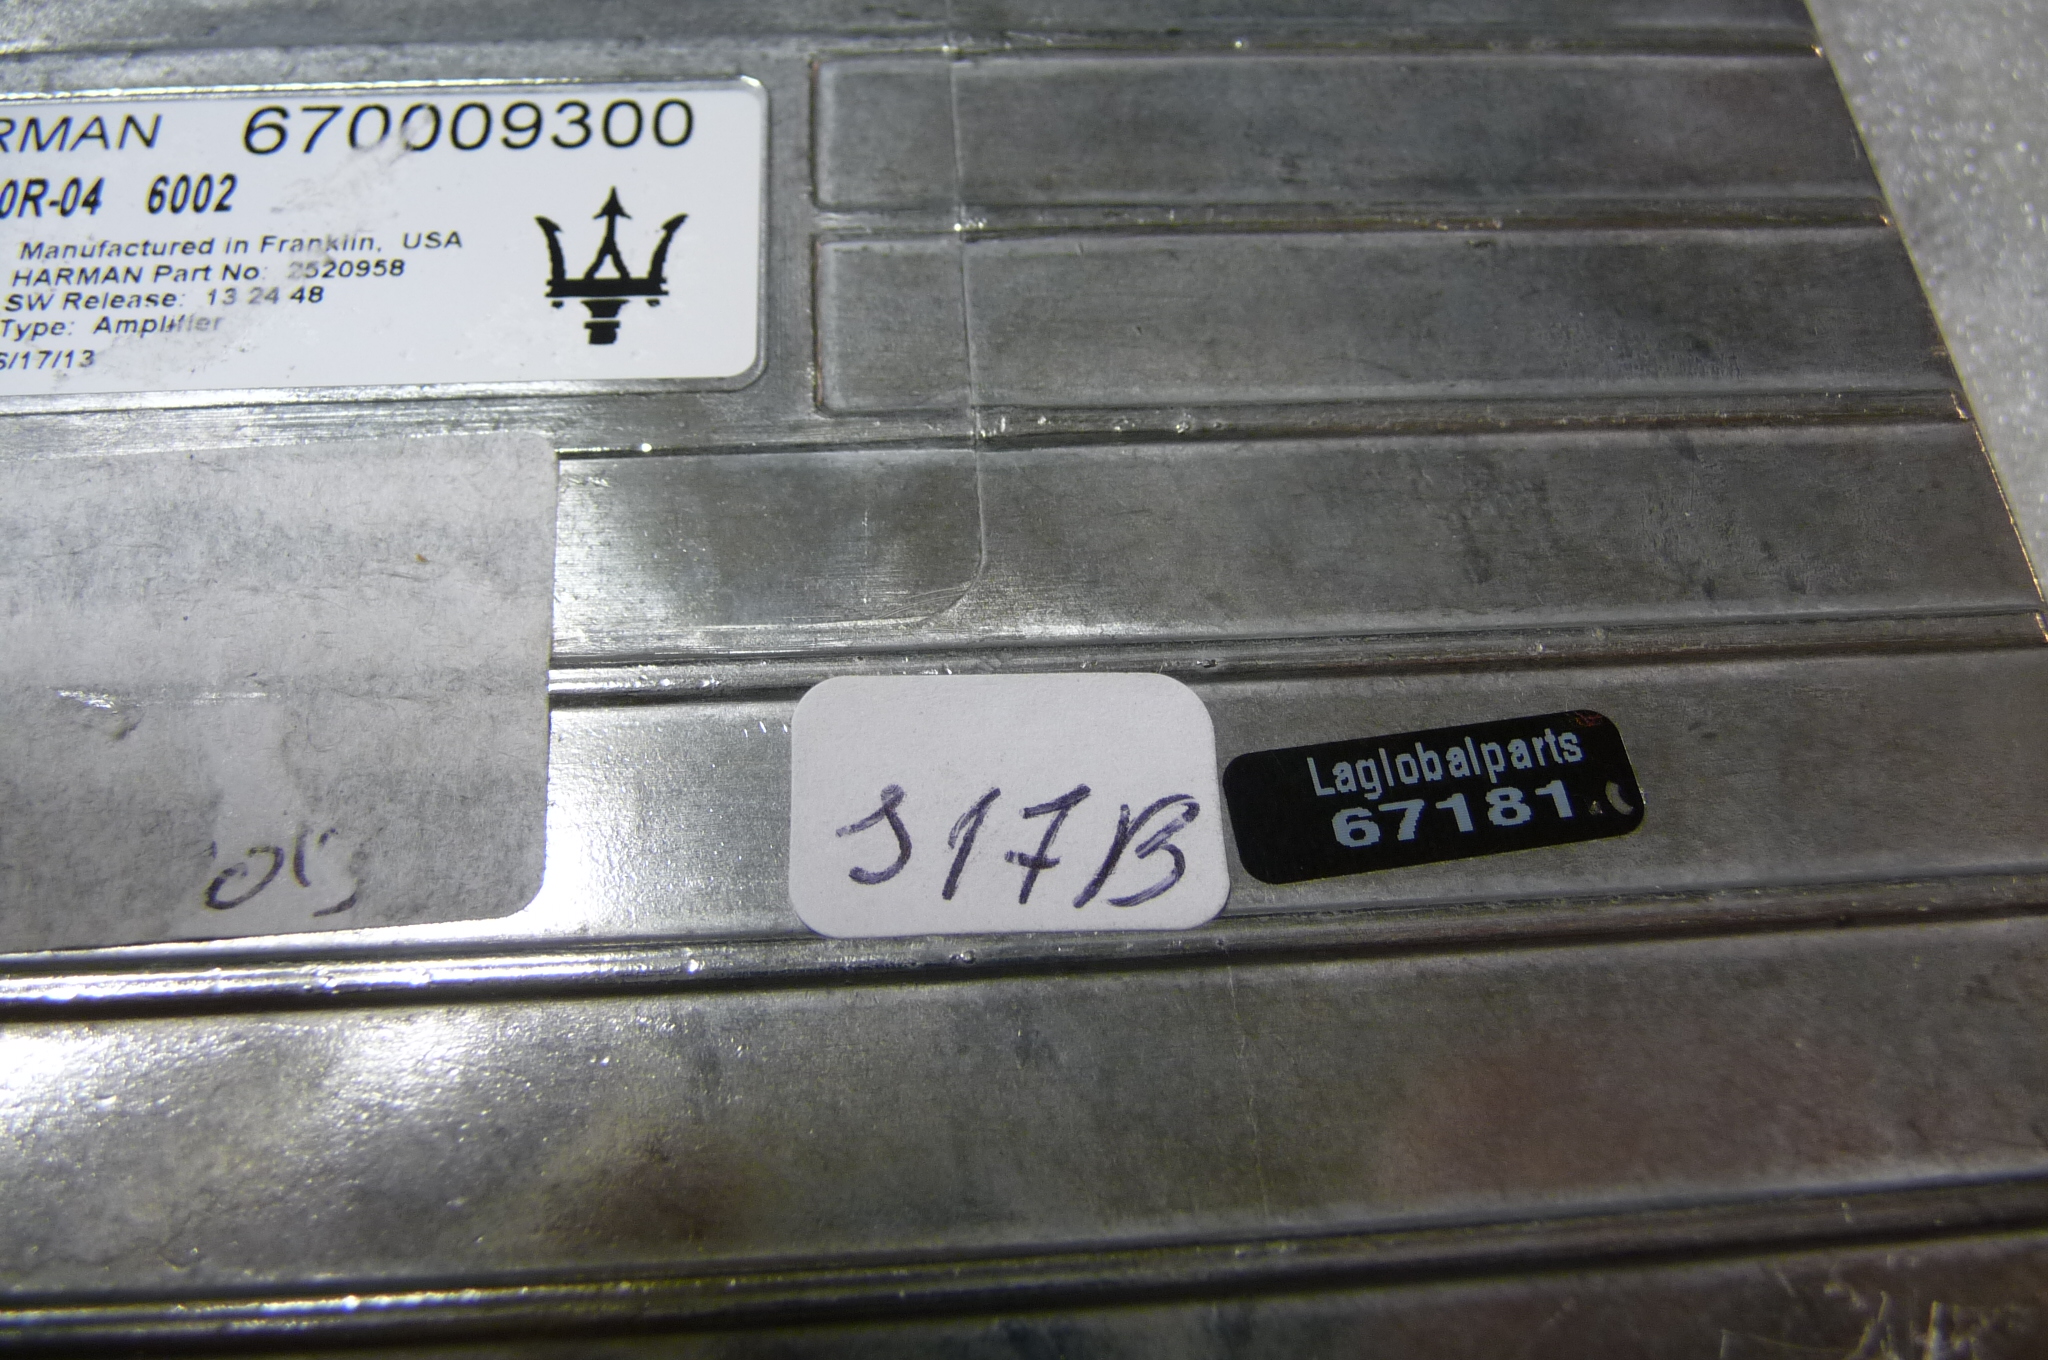 RMAN 670009300
0R-04 6002
Manufactured in Franklin, USA
HARMAN Part No: 2520958
SW Release: 13 24 48
Type: Amplifier
6/17/13
S17B
Laglobalparts
67181